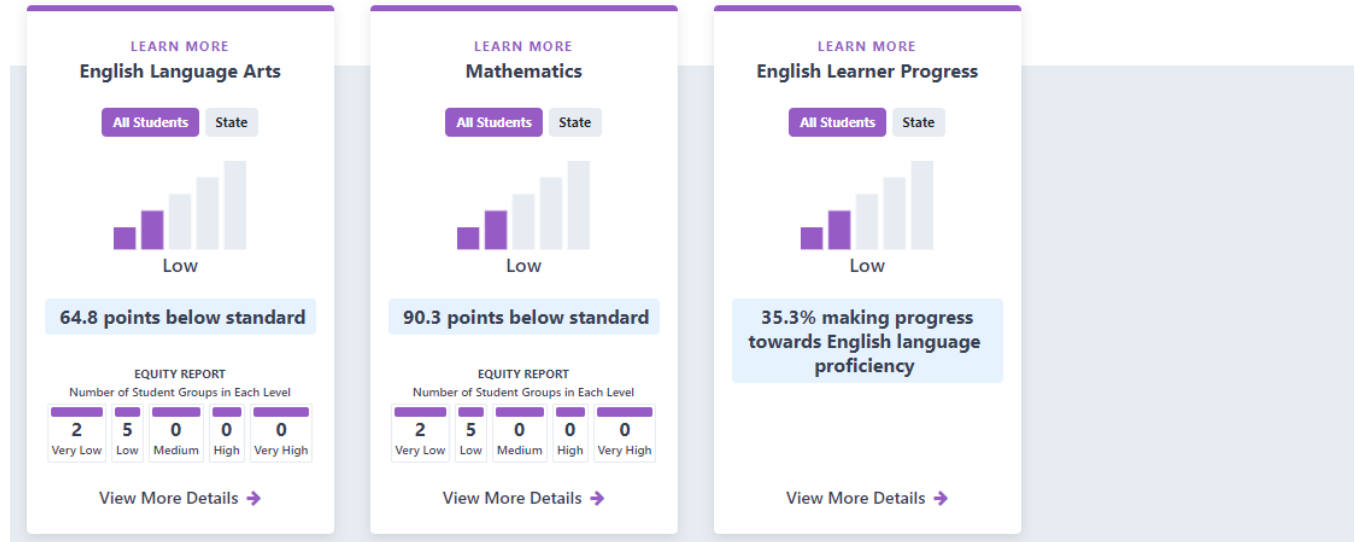 LEARN MORE
English Language Arts
All Students State
Low
64.8 points below standard
EQUITY REPORT
Number of Student Groups in Each Level
2 5 0 0 0
Very Low Low Medium High Very High
View More Details
LEARN MORE
Mathematics
All Students State
Low
90.3 points below standard
EQUITY REPORT
Number of Student Groups in Each Level
2 5 0 0 0
Very Low Low Medium High Very High
View More Details
LEARN MORE
English Learner Progress
All Students State
Low
35.3% making progress
towards English language
proficiency
View More Details